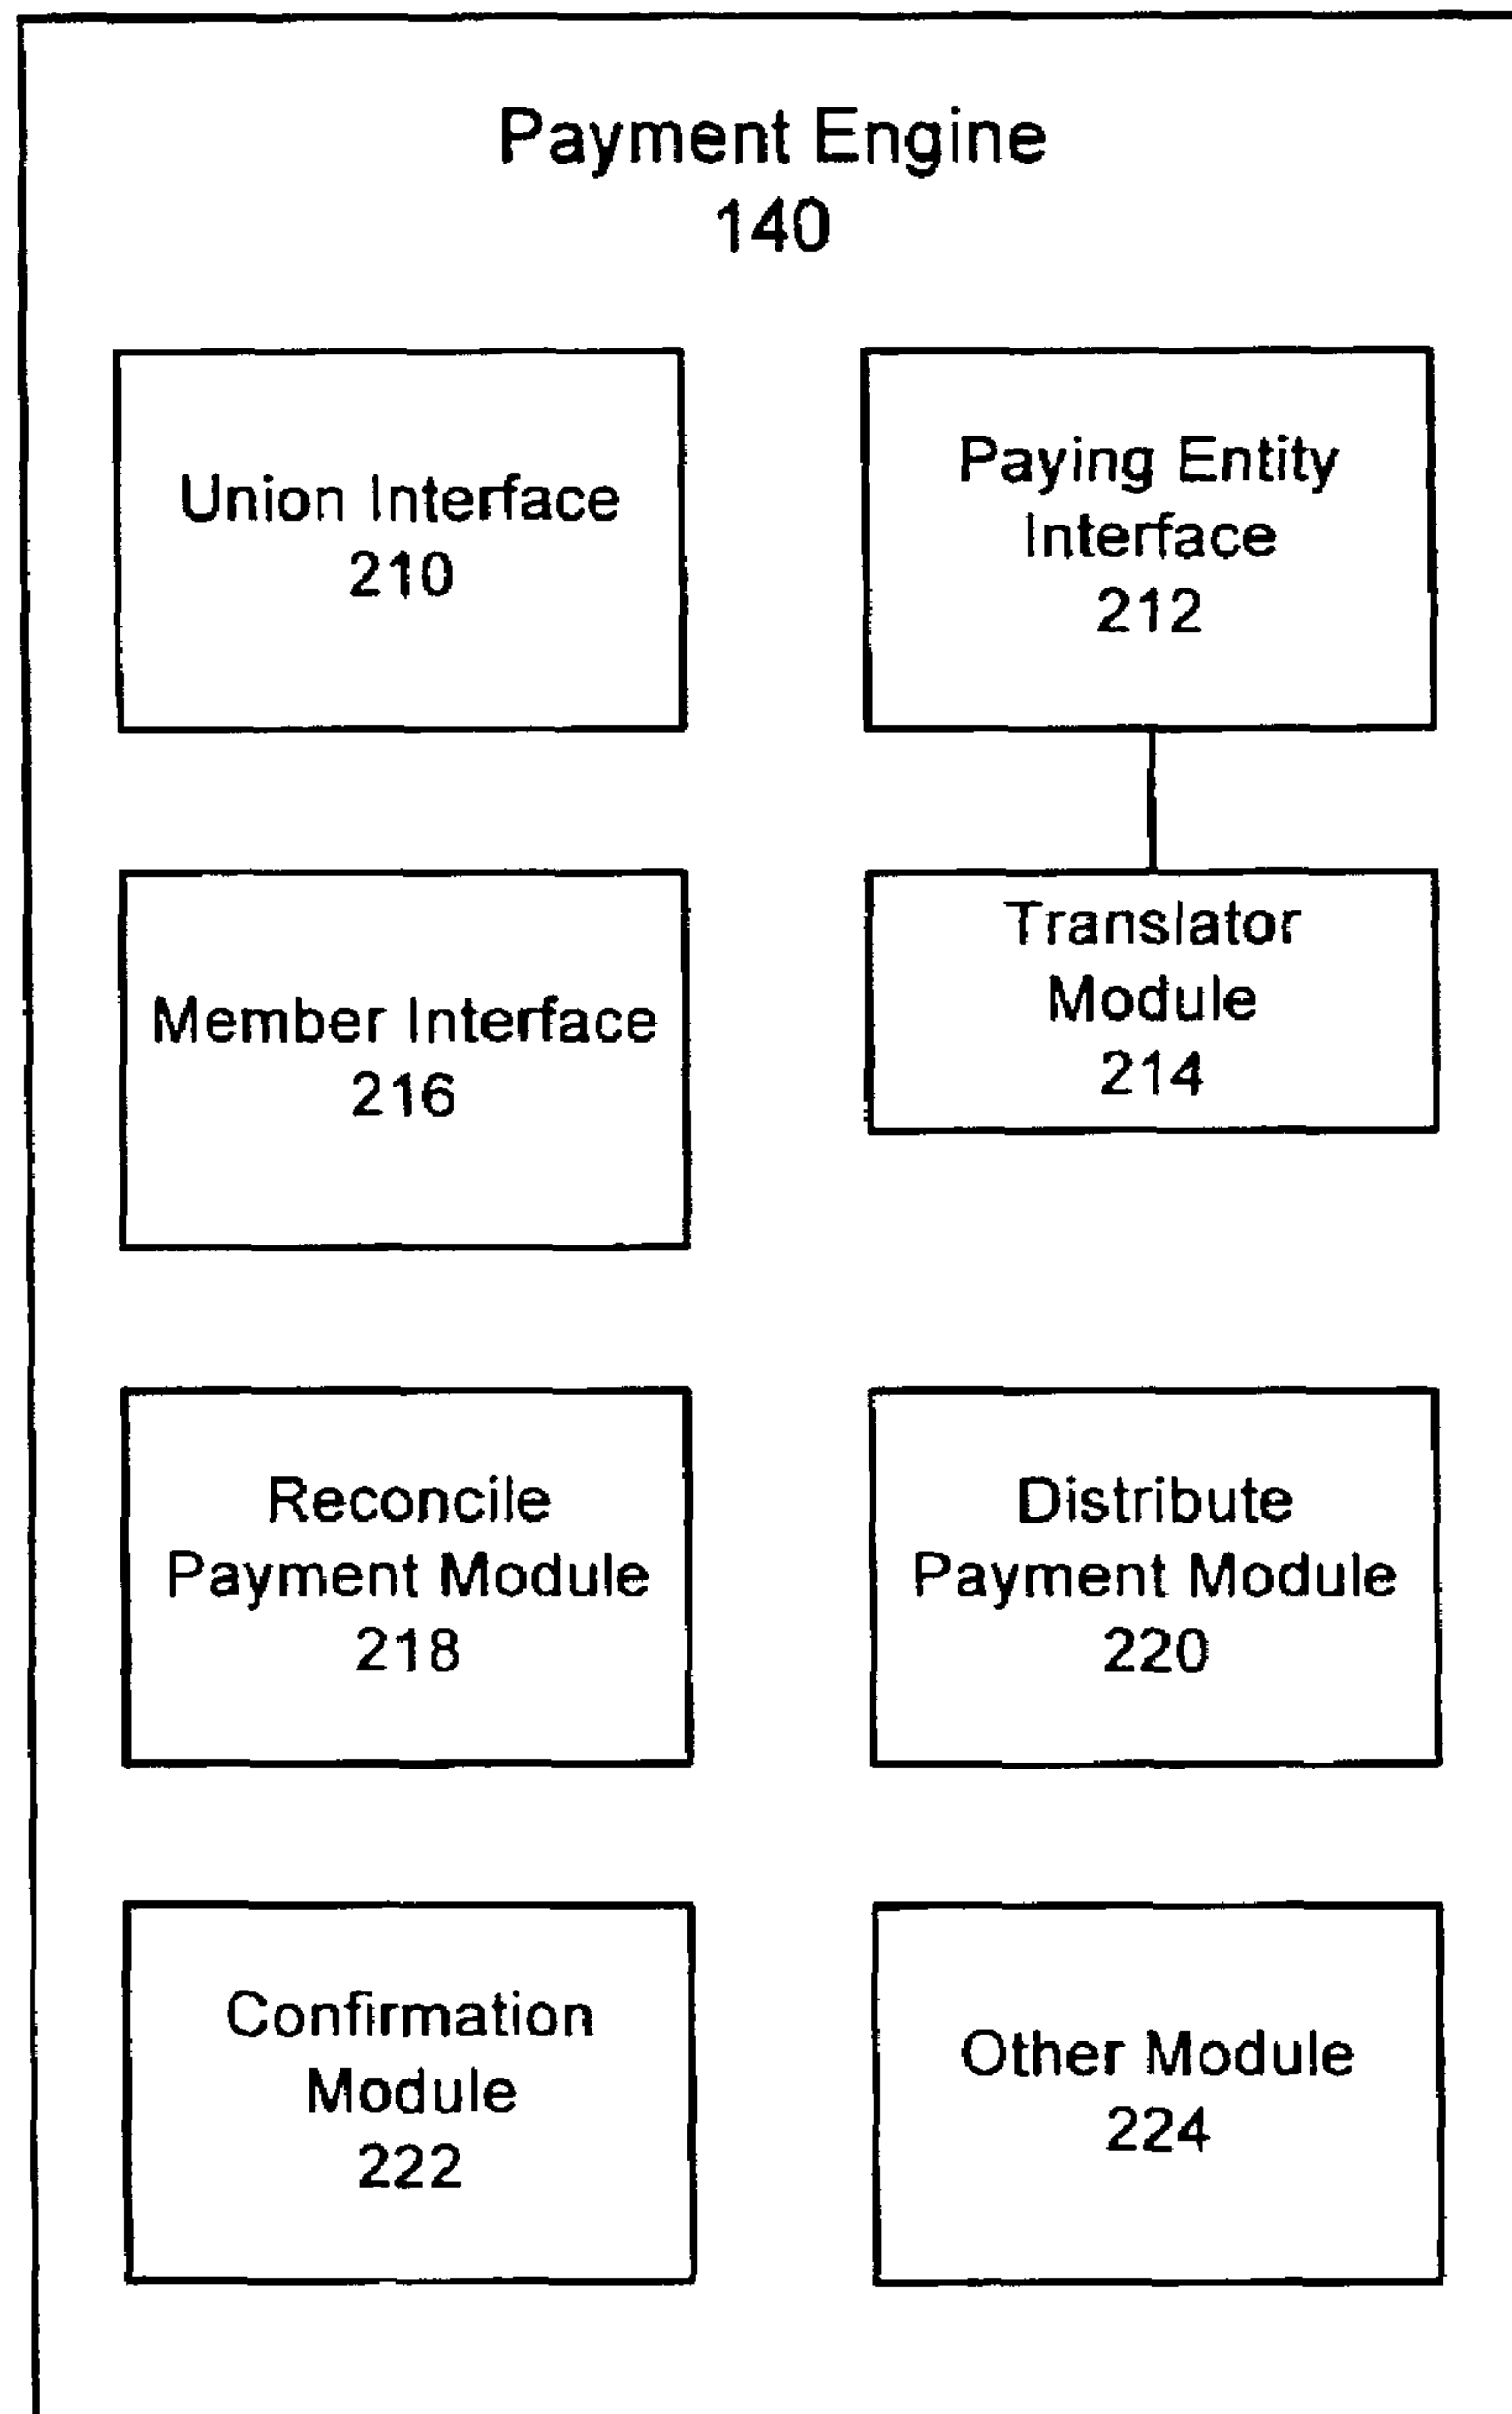 Payment Engine
140
Union Interface
210
Paying Entity
Interface
212
Member Interface
216
Translator
Module
214
Reconcile
Payment Module
218
Distribute
Payment Module
220
Confirmation
Module
222
Other Module
224